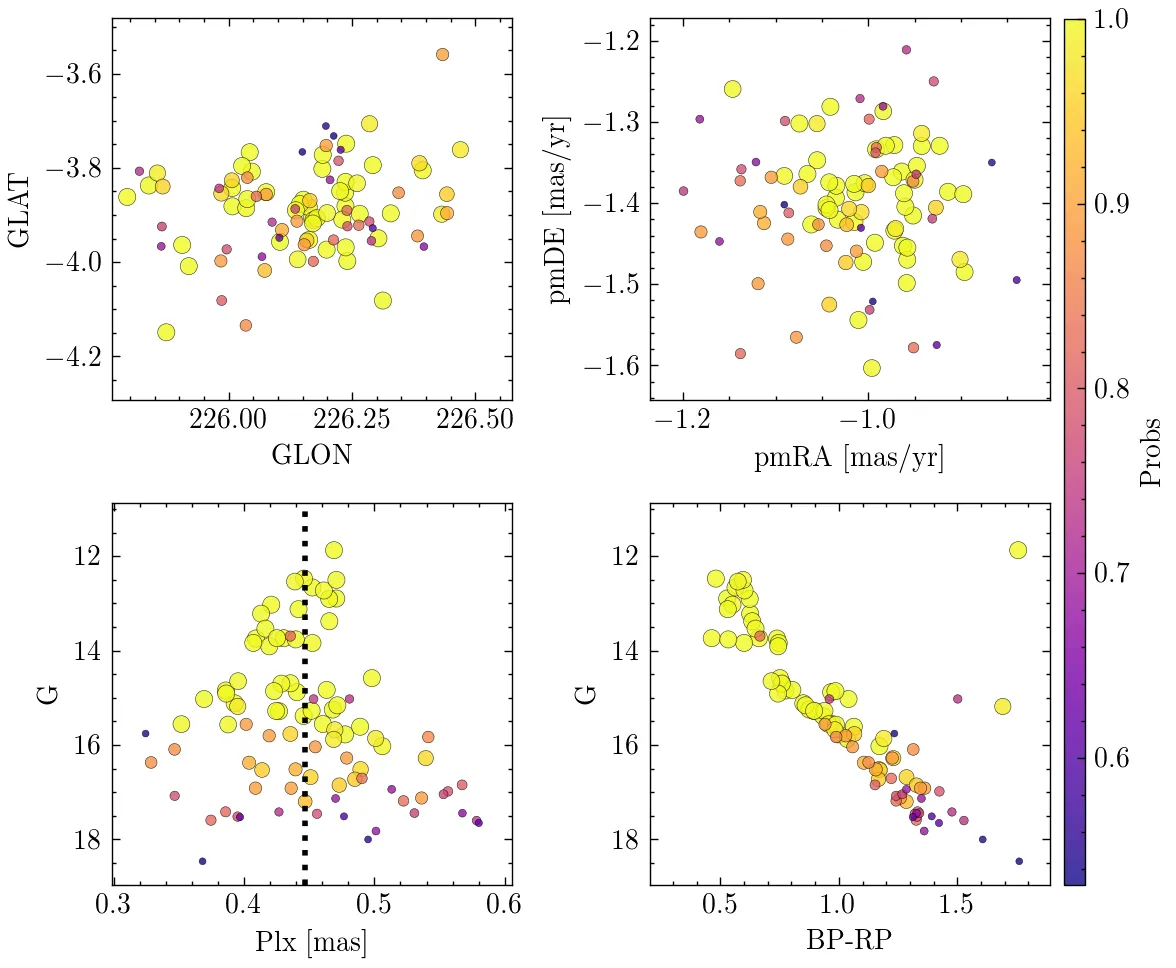 −3.6
−3.8
−4.0
−4.2
GLAT
226.00 226.25 226.50
GLON
−1.2
−1.3
−1.4
−1.5
−1.6
pmDE [mas/yr]
−1.2 −1.0
pmRA [mas/yr]
12
14
16
18
G
0.3 0.4 0.5 0.6
Plx [mas]
12
14
16
18
G
0.5 1.0 1.5
BP-RP
1.0
0.9
0.8
0.7
0.6
Probs